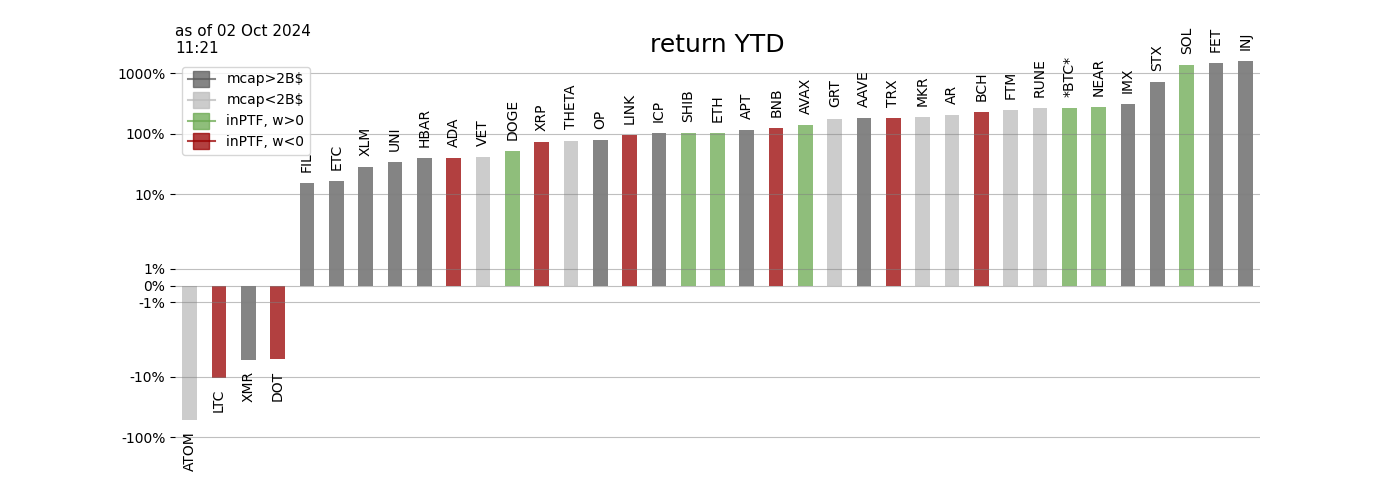 as of 02 Oct 2024
11:21
return YTD
mcap>2B$
mcap<2B$
inPTF, w>0
inPTF, w<0
1000%
100%
10%
1%
0%
-1%
-10%
-100%
ATOM
LTC
XMR
DOT
FIL
ETC
XLM
UNI
HBAR
ADA
VET
DOGE
XRP
THETA
OP
LINK
ICP
SHIB
ETH
APT
BNB
AVAX
GRT
AAVE
TRX
MKR
AR
BCH
FTM
RUNE
*BTC*
NEAR
IMX
STX
SOL
FET
INJ